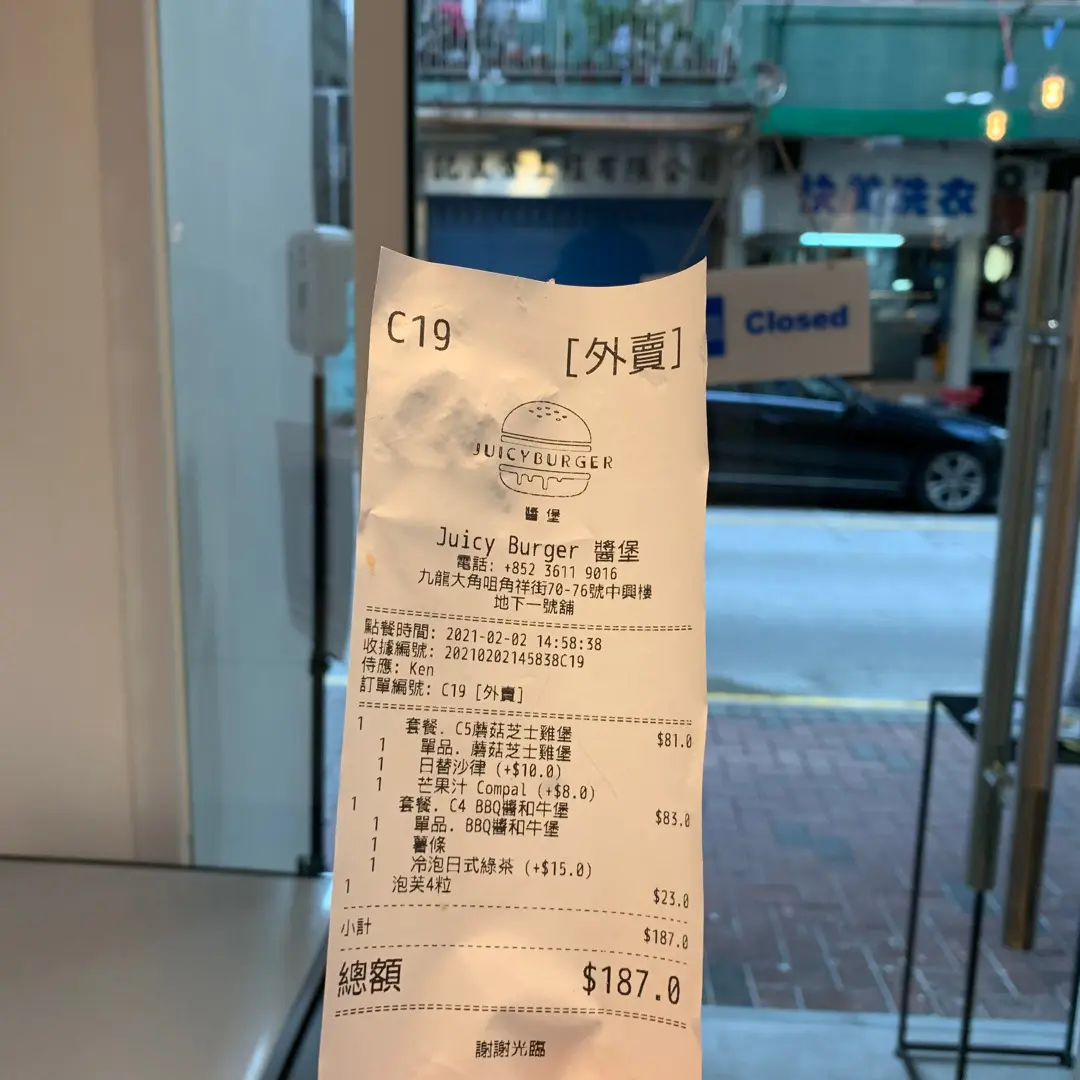 有限公司
快美洗衣
Closed
C19
[外賣]
JUICYBURGER
醬堡
Juicy Burger 醬堡
電話: +852 3611 9016
九龍大角咀角祥街70-76號中興樓
地下一號舖
點餐時間: 2021-02-02 14:58:38
收據編號: 20210202145838C19
侍應: Ken
訂單編號: C19 [外賣]
1 套餐. C5蘑菇芝士雞堡 $81.0
1 單品. 蘑菇芝士雞堡
1 日替沙律 (+$10.0)
1 芒果汁 Compal (+$8.0)
1 套餐. C4 BBQ醬和牛堡 $83.0
1 單品. BBQ醬和牛堡
1 薯條
1 冷泡日式綠茶 (+$15.0)
1 泡芙4粒 $23.0
小計 $187.0
總額 $187.0
謝謝光臨